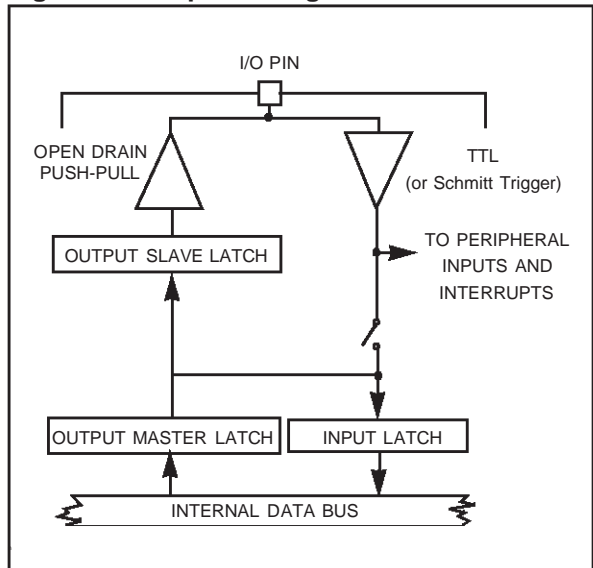 I/O PIN
OPEN DRAIN
PUSH-PULL
TTL
(or Schmitt Trigger)
OUTPUT SLAVE LATCH
TO PERIPHERAL
INPUTS AND
INTERRUPTS
OUTPUT MASTER LATCH
INPUT LATCH
INTERNAL DATA BUS